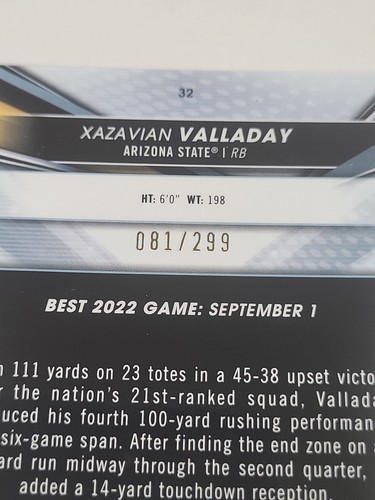 32
XAZAVIAN VALLADAY
ARIZONA STATE® | RB
HT: 6'0" WT: 198
081/299
BEST 2022 GAME: SEPTEMBER 1
111 yards on 23 totes in a 45-38 upset victo
the nation's 21st-ranked squad, Vallada
uced his fourth 100-yard rushing performan
six-game span. After finding the end zone on
ard run midway through the second quarter,
added a 14-yard touchdown reception.